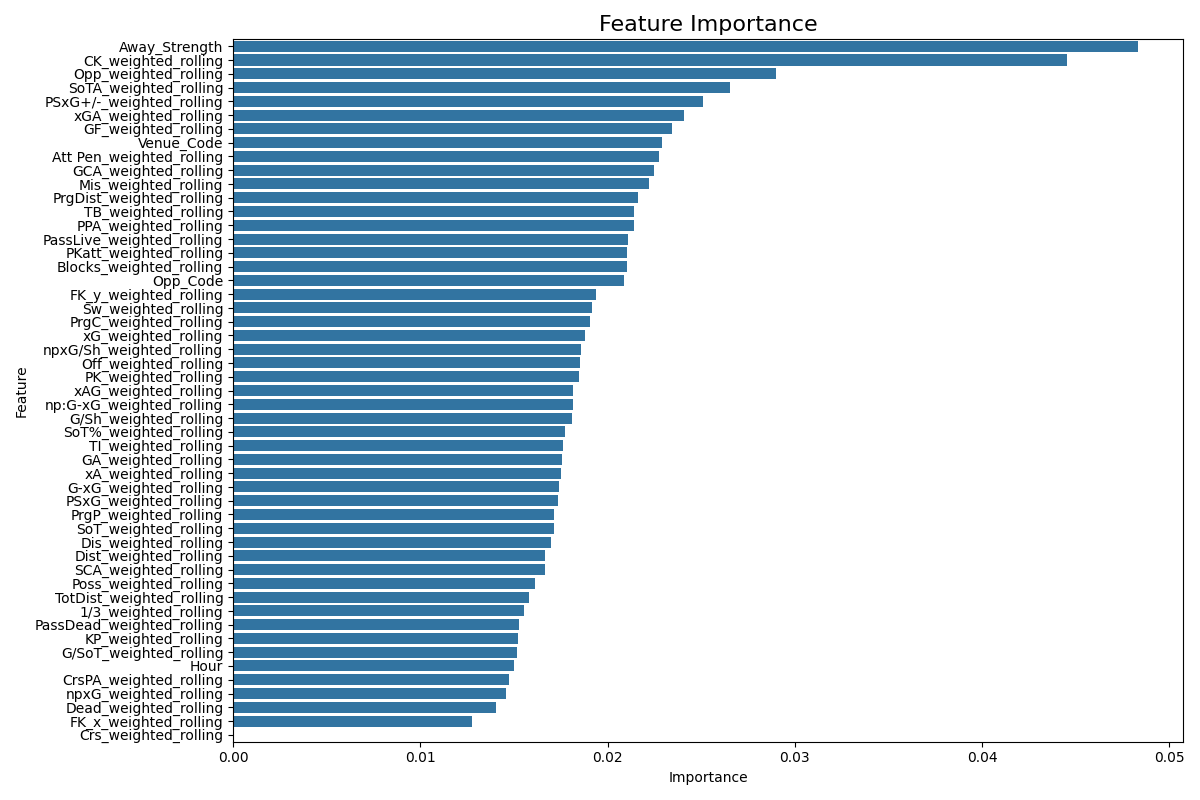 Feature Importance
Away_Strength
CK_weighted_rolling
Opp_weighted_rolling
SoTA_weighted_rolling
PSxG+/-_weighted_rolling
xGA_weighted_rolling
GF_weighted_rolling
Venue_Code
Att Pen_weighted_rolling
GCA_weighted_rolling
Mis_weighted_rolling
PrgDist_weighted_rolling
TB_weighted_rolling
PPA_weighted_rolling
PassLive_weighted_rolling
PKatt_weighted_rolling
Blocks_weighted_rolling
Opp_Code
FK_y_weighted_rolling
Sw_weighted_rolling
PrgC_weighted_rolling
xG_weighted_rolling
npxG/Sh_weighted_rolling
Off_weighted_rolling
PK_weighted_rolling
xAG_weighted_rolling
np:G-xG_weighted_rolling
G/Sh_weighted_rolling
SoT%_weighted_rolling
TI_weighted_rolling
GA_weighted_rolling
xA_weighted_rolling
G-xG_weighted_rolling
PSxG_weighted_rolling
PrgP_weighted_rolling
SoT_weighted_rolling
Dis_weighted_rolling
Dist_weighted_rolling
SCA_weighted_rolling
Poss_weighted_rolling
TotDist_weighted_rolling
1/3_weighted_rolling
PassDead_weighted_rolling
KP_weighted_rolling
G/SoT_weighted_rolling
Hour
CrsPA_weighted_rolling
npxG_weighted_rolling
Dead_weighted_rolling
FK_x_weighted_rolling
Crs_weighted_rolling
Feature
0.00 0.01 0.02 0.03 0.04 0.05
Importance